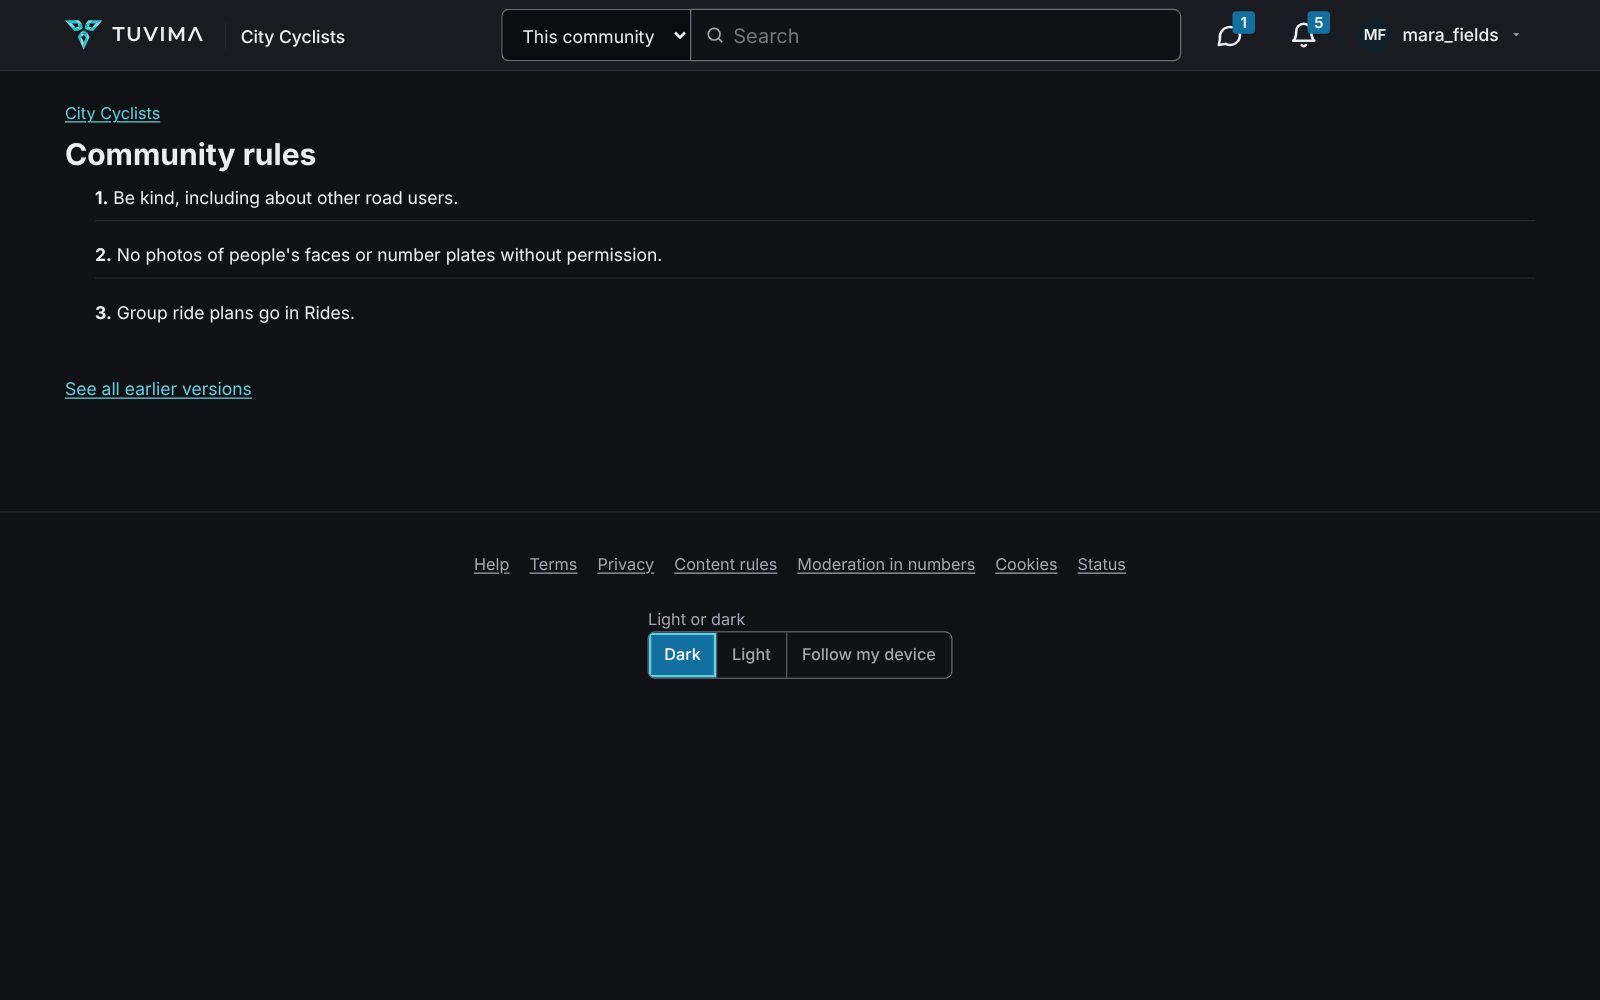 TUVIMA
City Cyclists
This community
Search
1
5
MF
mara_fields
City Cyclists
Community rules
1. Be kind, including about other road users.
2. No photos of people's faces or number plates without permission.
3. Group ride plans go in Rides.
See all earlier versions
Help Terms Privacy Content rules Moderation in numbers Cookies Status
Light or dark
Dark Light Follow my device